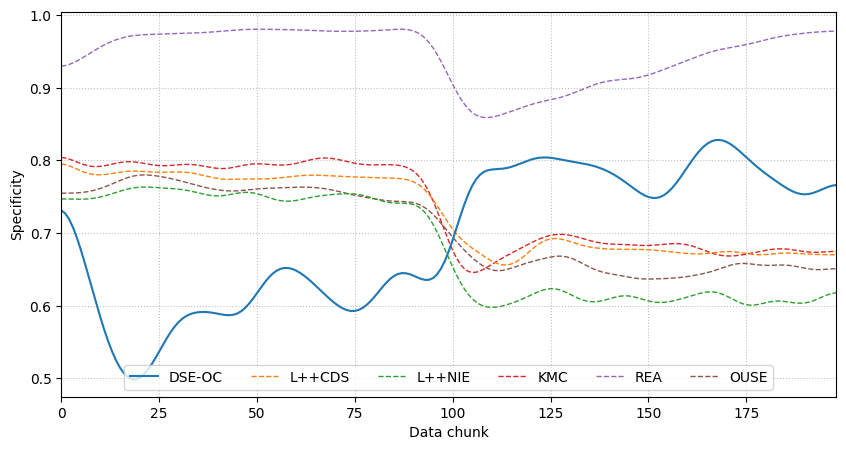 1.0
0.9
0.8
0.7
0.6
0.5
Specificity
0 25 50 75 100 125 150 175
Data chunk
DSE-OC L++CDS L++NIE KMC REA OUSE